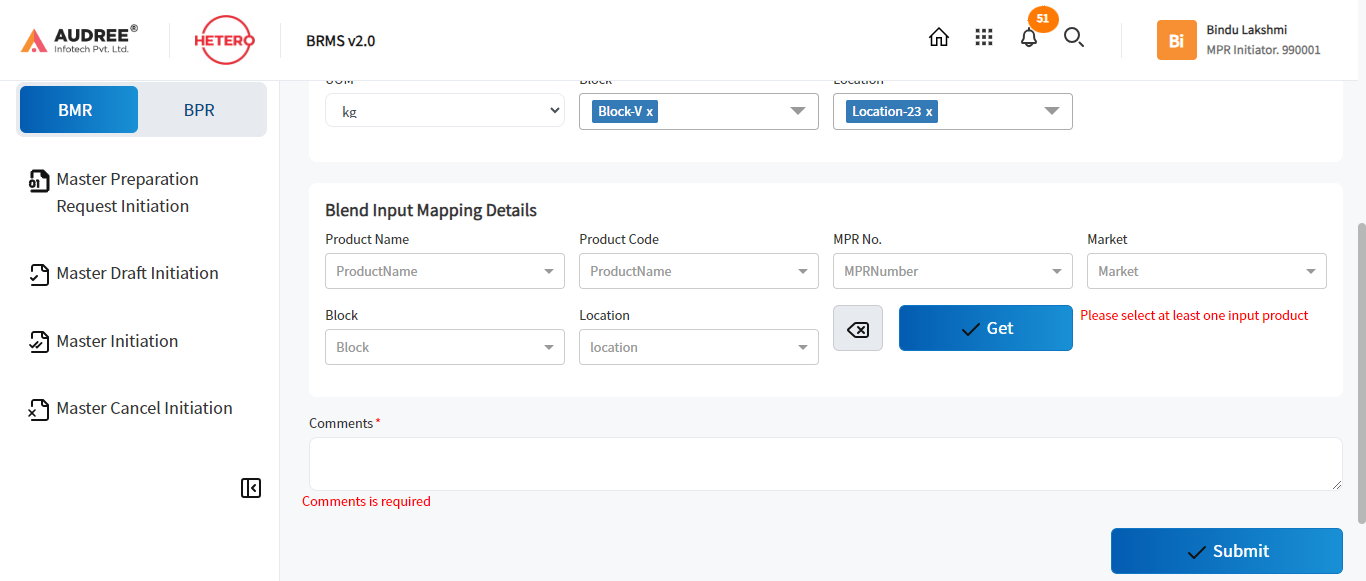 AUDREE®
Infotech Pvt. Ltd.
HETERO
BRMS v2.0
51
Bi
Bindu Lakshmi
MPR Initiator. 990001
BMR
BPR
UOM
Block
Location
kg
Block-V x
Location-23 x
01
Master Preparation
Request Initiation
Master Draft Initiation
Master Initiation
Master Cancel Initiation
Blend Input Mapping Details
Product Name
Product Code
MPR No.
Market
ProductName
ProductName
MPRNumber
Market
Block
Location
Block
location
Get
Please select at least one input product
Comments *
Comments is required
Submit